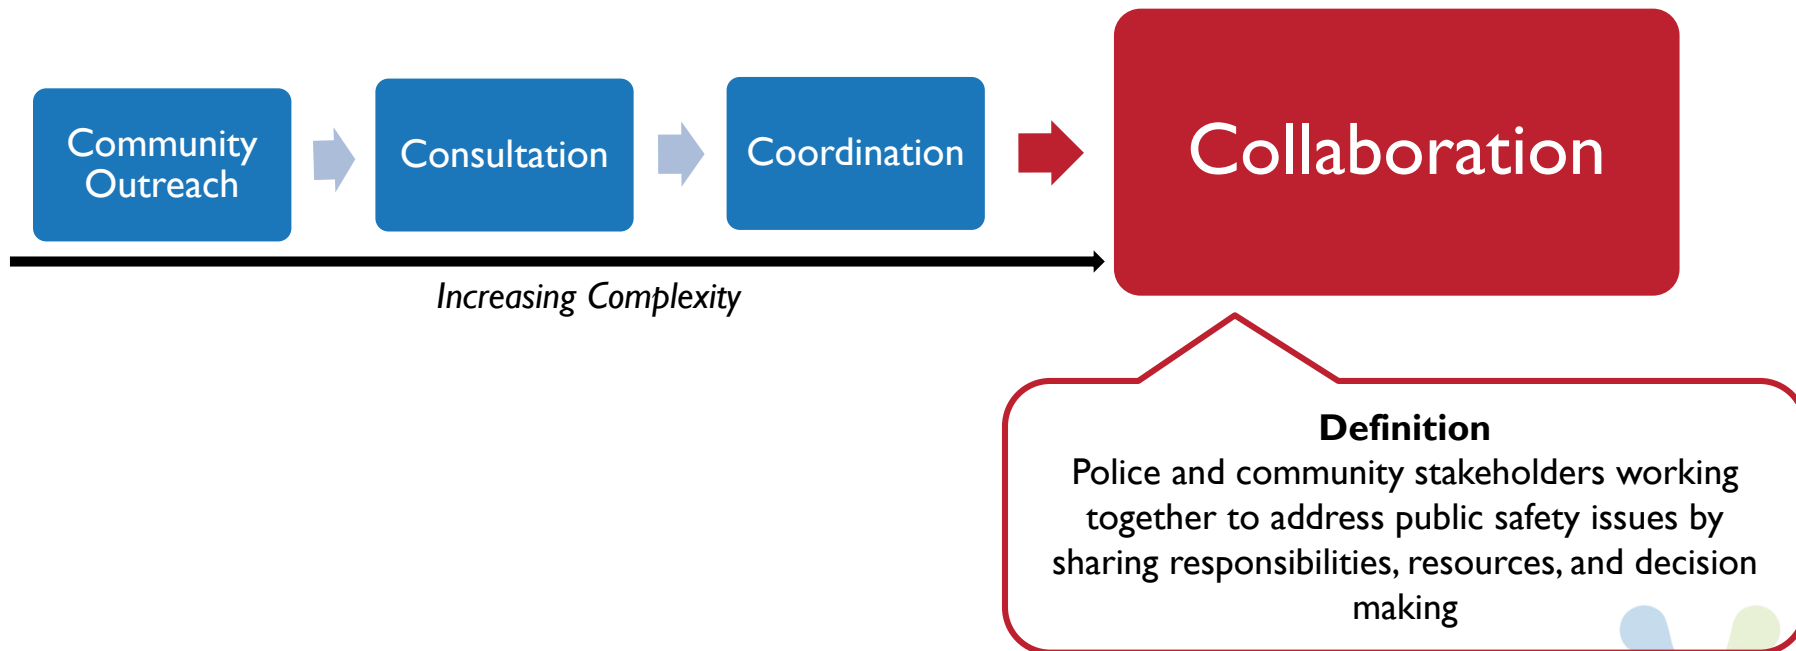 Community
Outreach
Consultation
Coordination
Collaboration
Increasing Complexity
Definition
Police and community stakeholders working
together to address public safety issues by
sharing responsibilities, resources, and decision
making